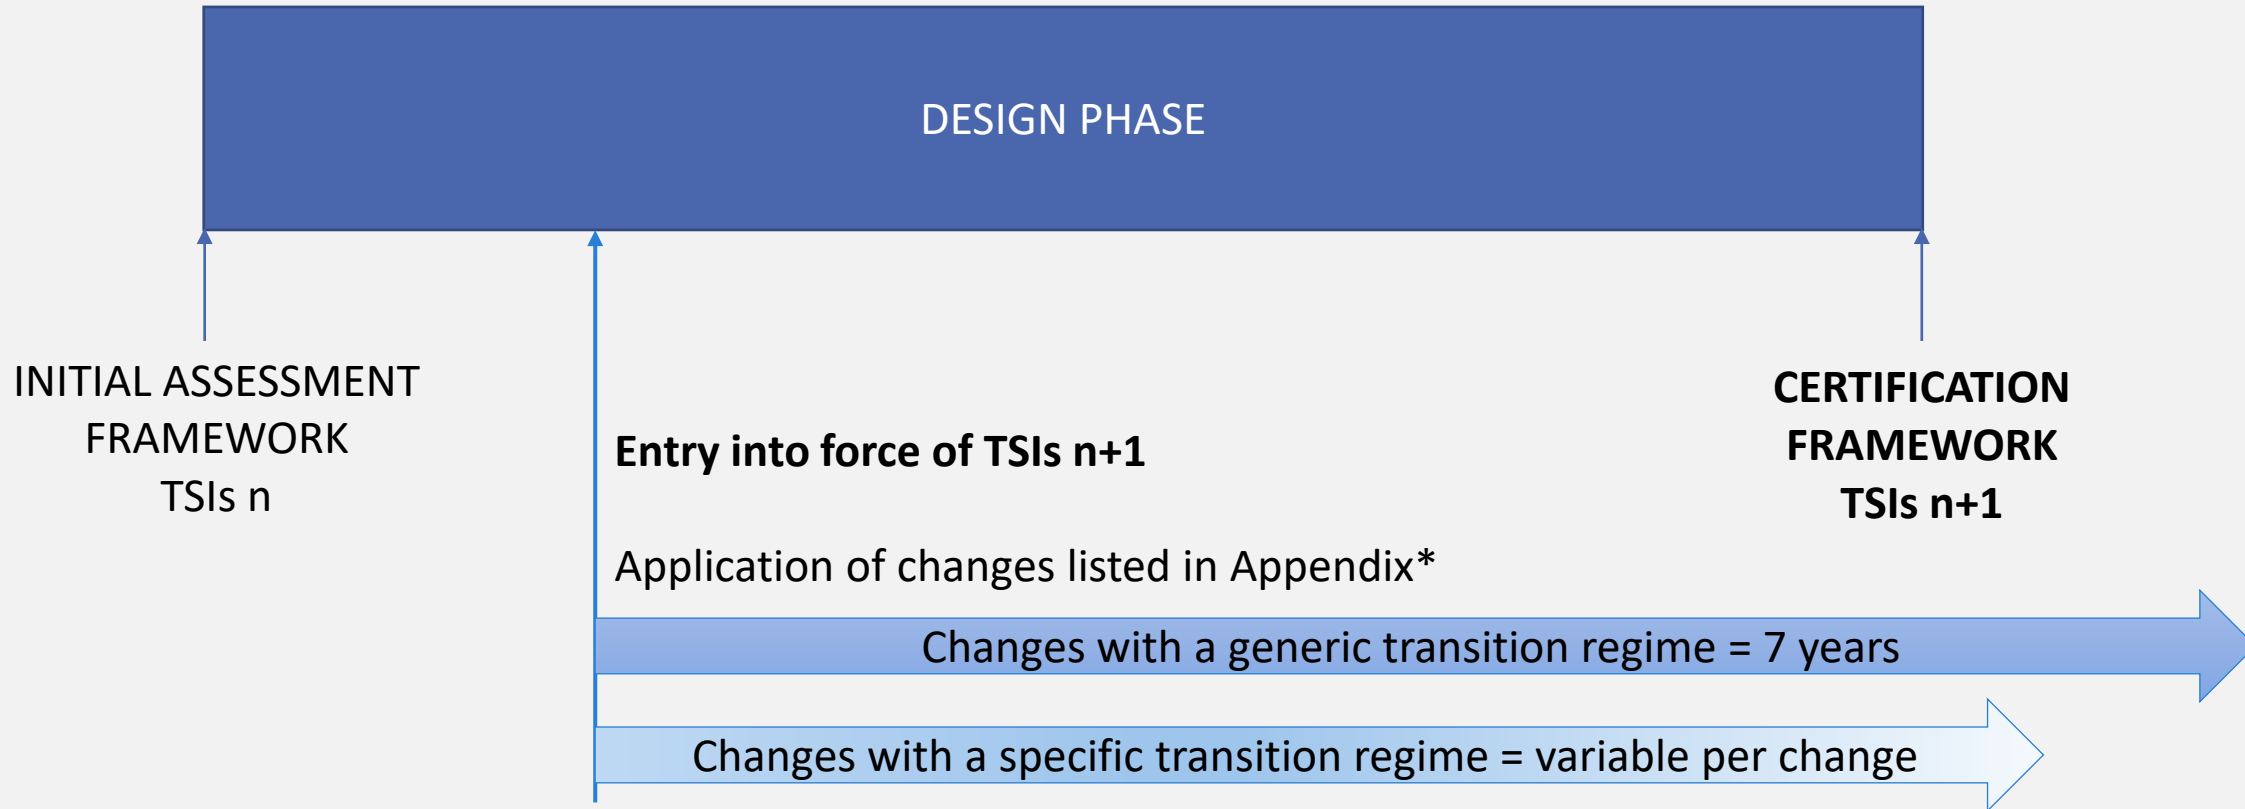 DESIGN PHASE
INITIAL ASSESSMENT
FRAMEWORK
TSIs n
Entry into force of TSIs n+1
Application of changes listed in Appendix*
CERTIFICATION
FRAMEWORK
TSIs n+1
Changes with a generic transition regime = 7 years
Changes with a specific transition regime = variable per change